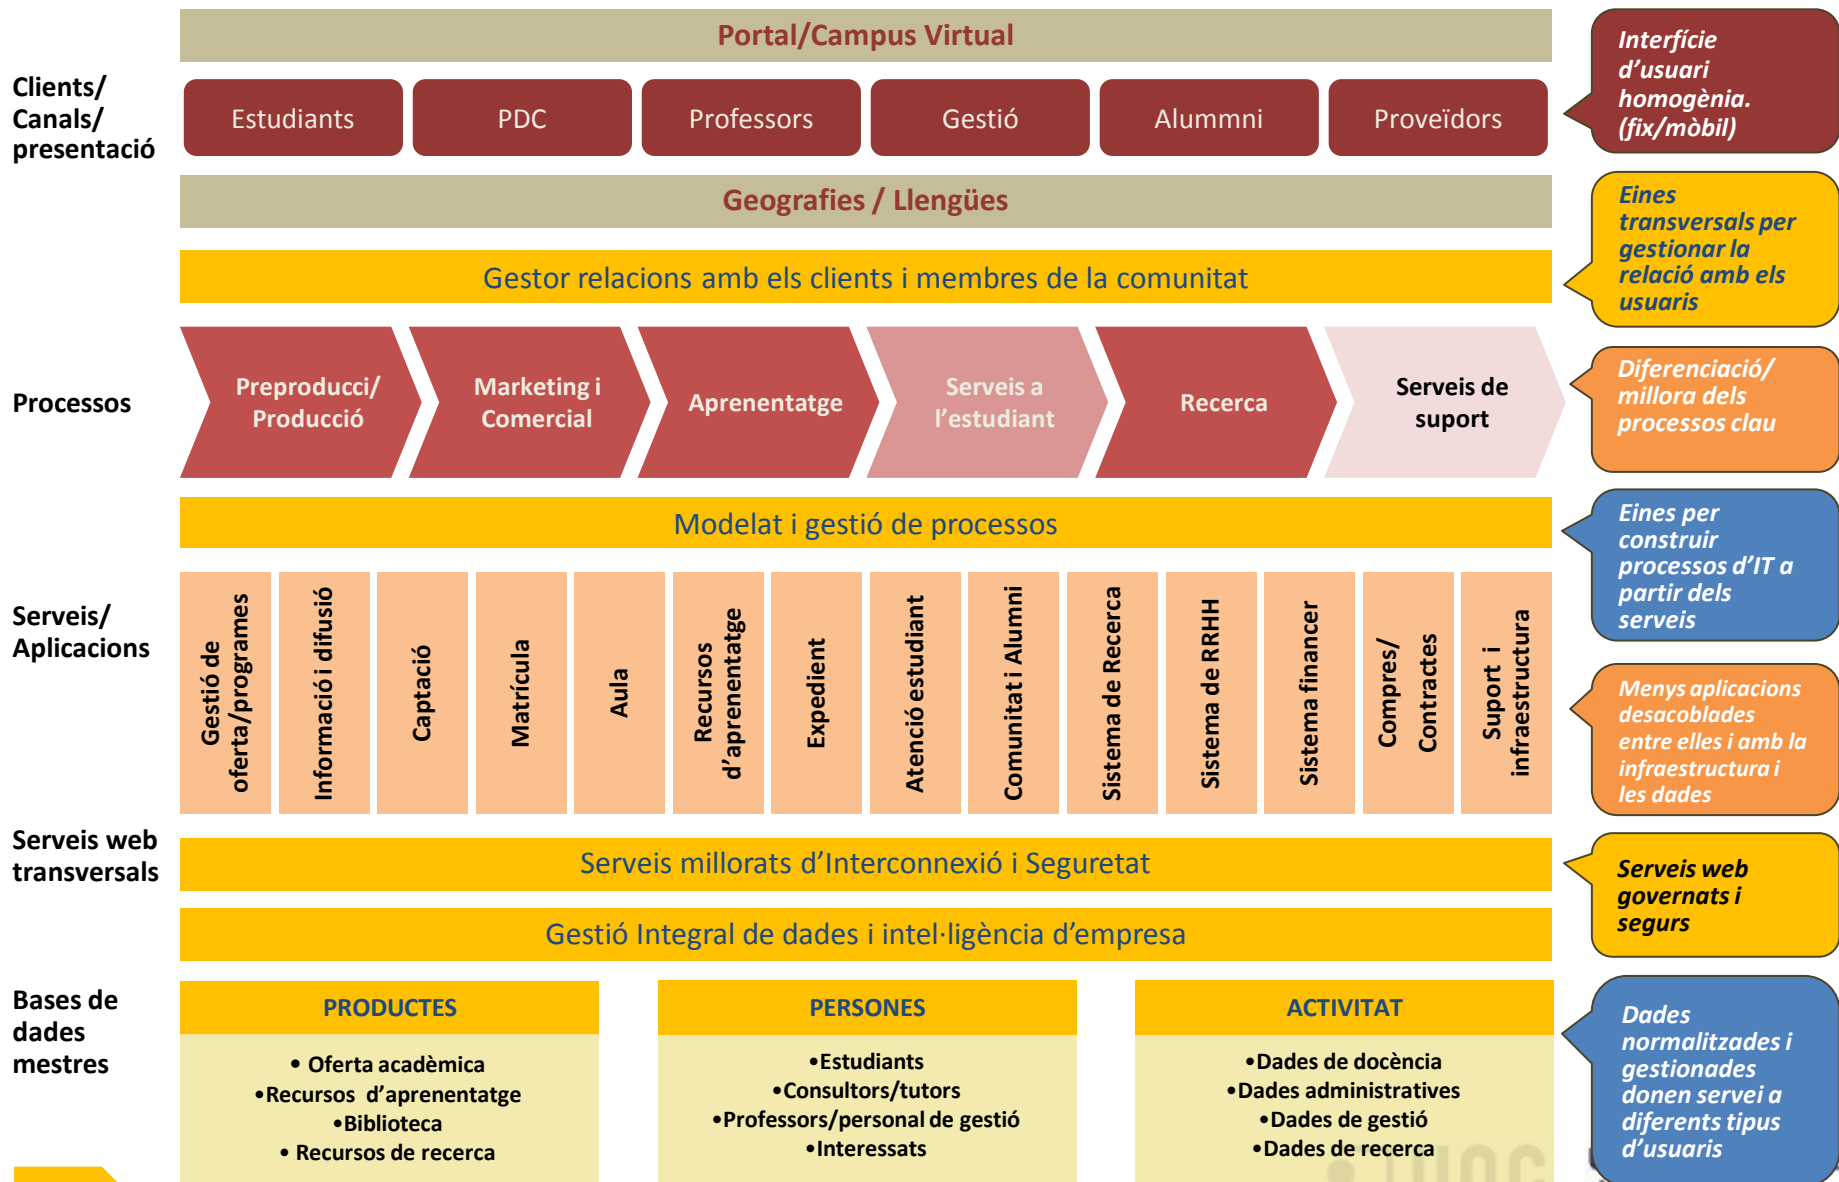 Portal/Campus Virtual
Clients/
Canals/
presentació
Estudiants
PDC
Professors
Gestió
Alummni
Proveïdors
Interfície
d'usuari
homogènia.
(fix/mòbil)
Geografies / Llengües
Gestor relacions amb els clients i membres de la comunitat
Eines
transversals per
gestionar la
relació amb els
usuaris
Processos
Preproducci/
Producció
Marketing i
Comercial
Aprenentatge
Serveis a
l'estudiant
Recerca
Serveis de
suport
Diferenciació/
millora dels
processos clau
Modelat i gestió de processos
Eines per
construir
processos d'IT a
partir dels
serveis
Serveis/
Aplicacions
Gestió de
oferta/programes
Informació i difusió
Captació
Matrícula
Aula
Recursos
d'aprenentatge
Expedient
Atenció estudiant
Comunitat i Alumni
Sistema de Recerca
Sistema de RRHH
Sistema financer
Compres/
Contractes
Suport i
infraestructura
Menys aplicacions
desacoblades
entre elles i amb la
infraestructura i
les dades
Serveis web
transversals
Serveis millorats d'Interconnexió i Seguretat
Serveis web
governats i
segurs
Gestió Integral de dades i intel·ligència d'empresa
Bases de
dades
mestres
PRODUCTES
• Oferta acadèmica
•Recursos d'aprenentatge
•Biblioteca
• Recursos de recerca
PERSONES
•Estudiants
•Consultors/tutors
•Professors/personal de gestió
•Interessats
ACTIVITAT
•Dades de docència
•Dades administratives
•Dades de gestió
•Dades de recerca
Dades
normalitzades i
gestionades
donen servei a
diferents tipus
d'usuaris
UOC